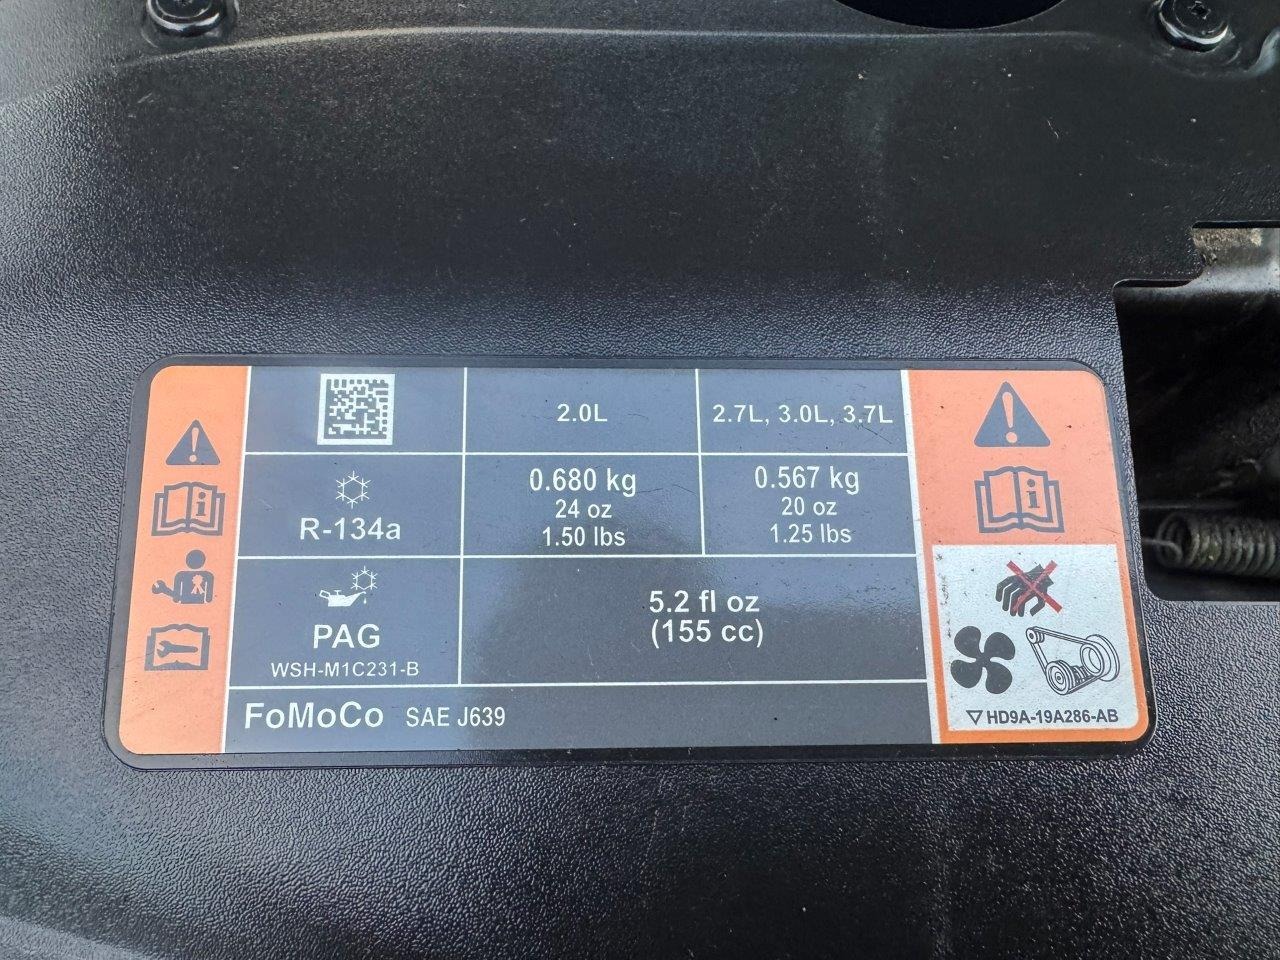 2.0L
2.7L, 3.0L, 3.7L
R-134a
0.680 kg
24 oz
1.50 lbs
0.567 kg
20 oz
1.25 lbs
PAG
WSH-M1C231-B
5.2 fl oz
(155 cc)
FoMoCo SAE J639
HD9A-19A286-AB